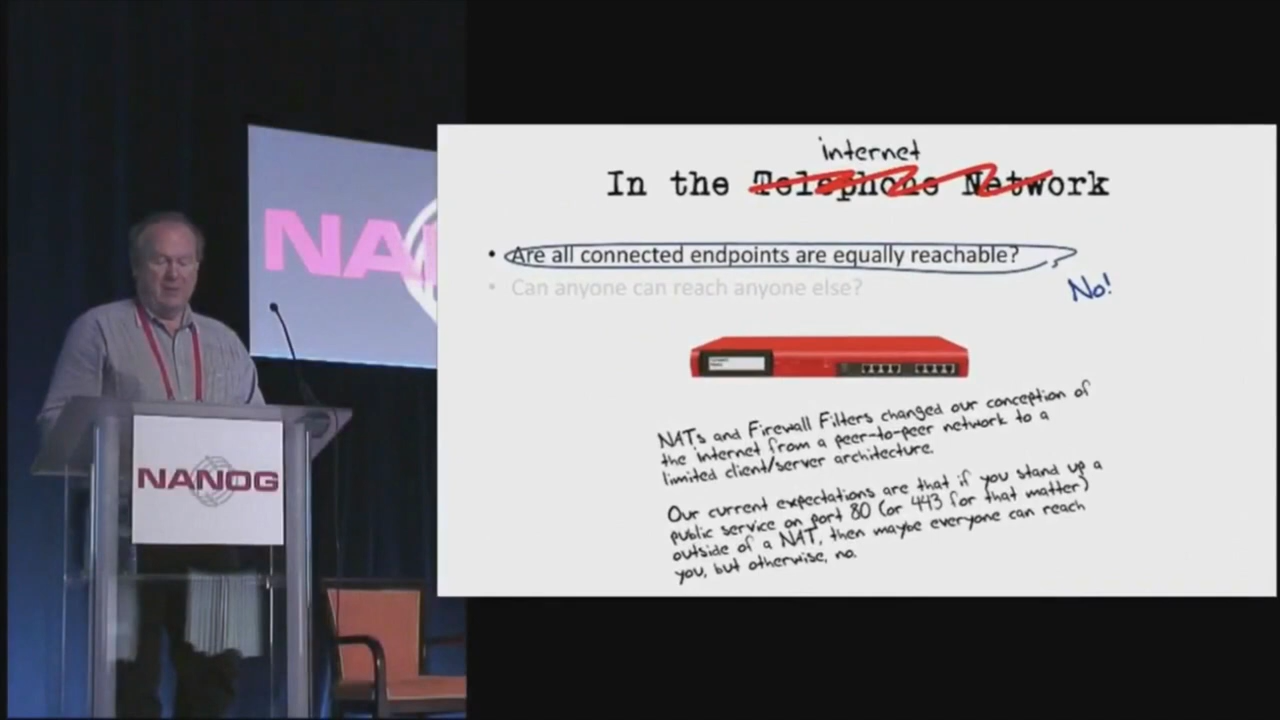 NA
NANOG
internet
In the Telephone Network
• Are all connected endpoints are equally reachable?
No!
• Can anyone can reach anyone else?
NATs and Firewall Filters changed our conception of
the internet from a peer-to-peer network to a
limited client/server architecture.
Our current expectations are that if you stand up a
public service on port 80 (or 443 for that matter)
outside of a NAT, then maybe everyone can reach
you, but otherwise, no.